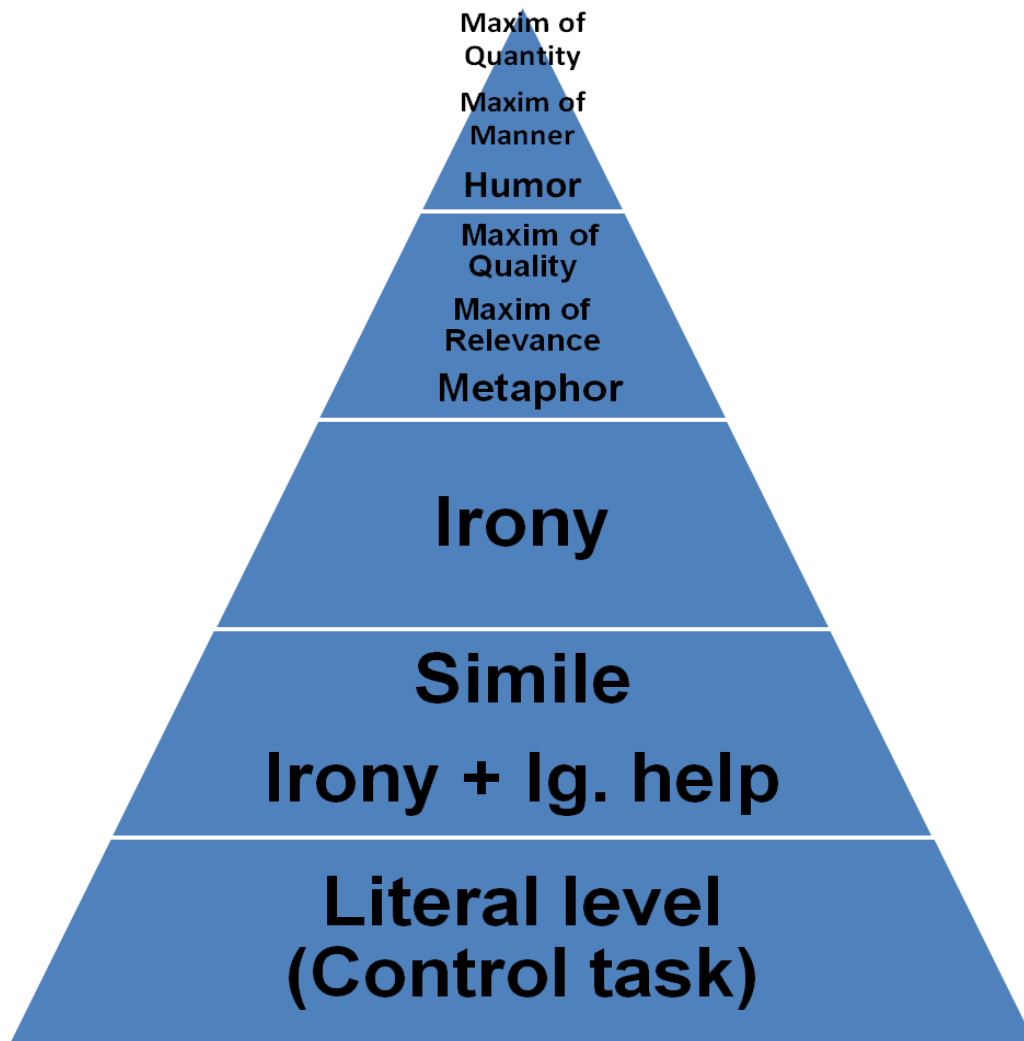 Maxim of
Quantity
Maxim of
Manner
Humor
Maxim of
Quality
Maxim of
Relevance
Metaphor
Irony
Simile
Irony + lg. help
Literal level
(Control task)